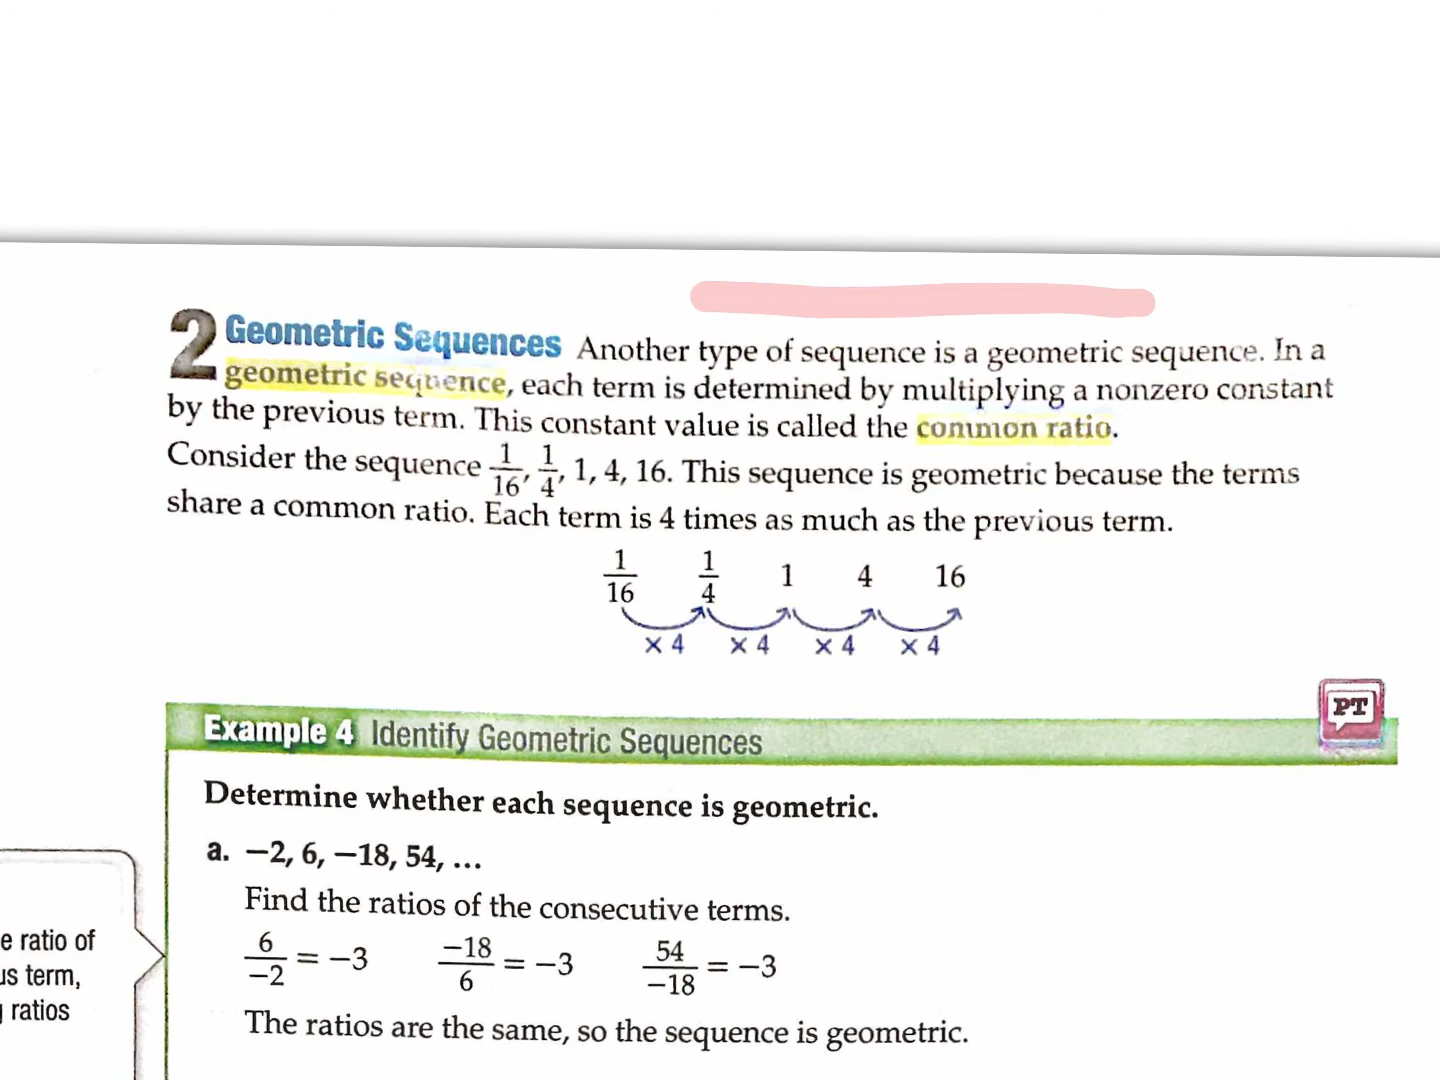 2 Geometric Sequences Another type of sequence is a geometric sequence. In a
geometric sequence, each term is determined by multiplying a nonzero constant
by the previous term. This constant value is called the common ratio.
Consider the sequence 1/16, 1/4, 1, 4, 16. This sequence is geometric because the terms
share a common ratio. Each term is 4 times as much as the previous term.
1/16 1/4 1 4 16
× 4 × 4 × 4 × 4
PT
Example 4 Identify Geometric Sequences
Determine whether each sequence is geometric.
a. −2, 6, −18, 54, ...
Find the ratios of the consecutive terms.
6/−2 = −3 −18/6 = −3 54/−18 = −3
The ratios are the same, so the sequence is geometric.
e ratio of
us term,
ratios